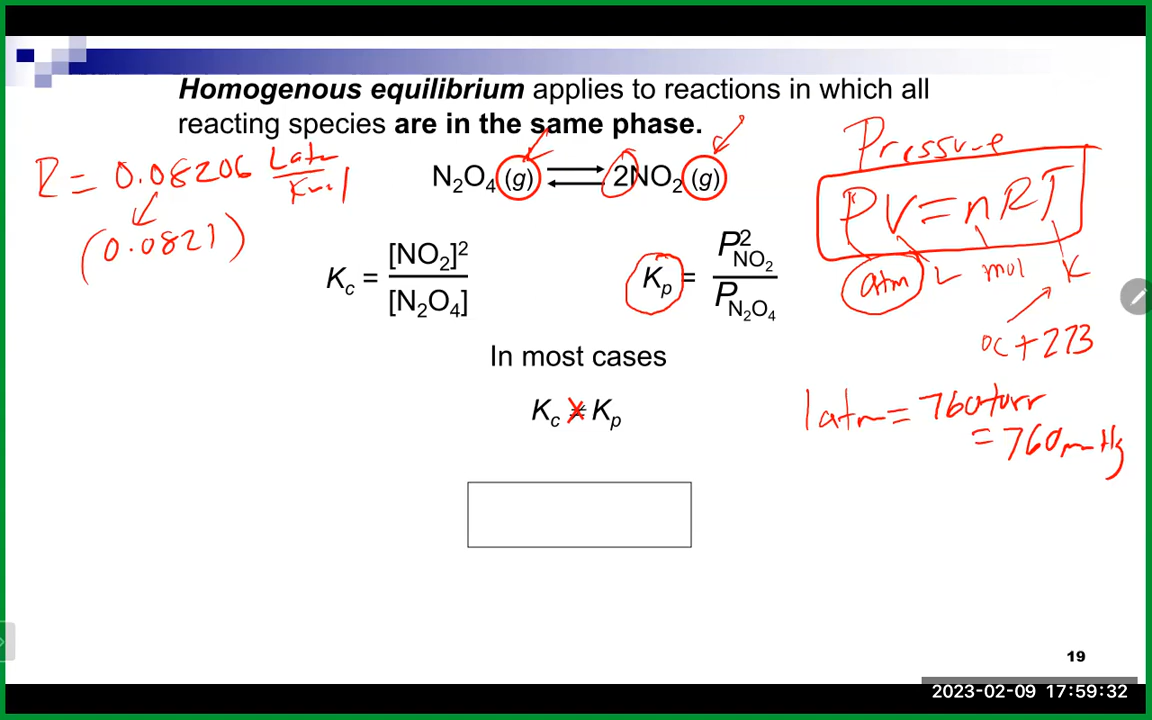 Homogenous equilibrium applies to reactions in which all
reacting species are in the same phase.
Pressure
R = 0.08206 L atm / K mol
(0.0821)
N₂O₄ (g) ⇌ 2NO₂ (g)
PV = nRT
atm L mol K
°C + 273
K꜀ = [NO₂]² / [N₂O₄]
Kₚ = P²NO₂ / PN₂O₄
In most cases
K꜀ ≠ Kₚ
1 atm = 760 torr
= 760 mmHg
19
2023-02-09 17:59:32